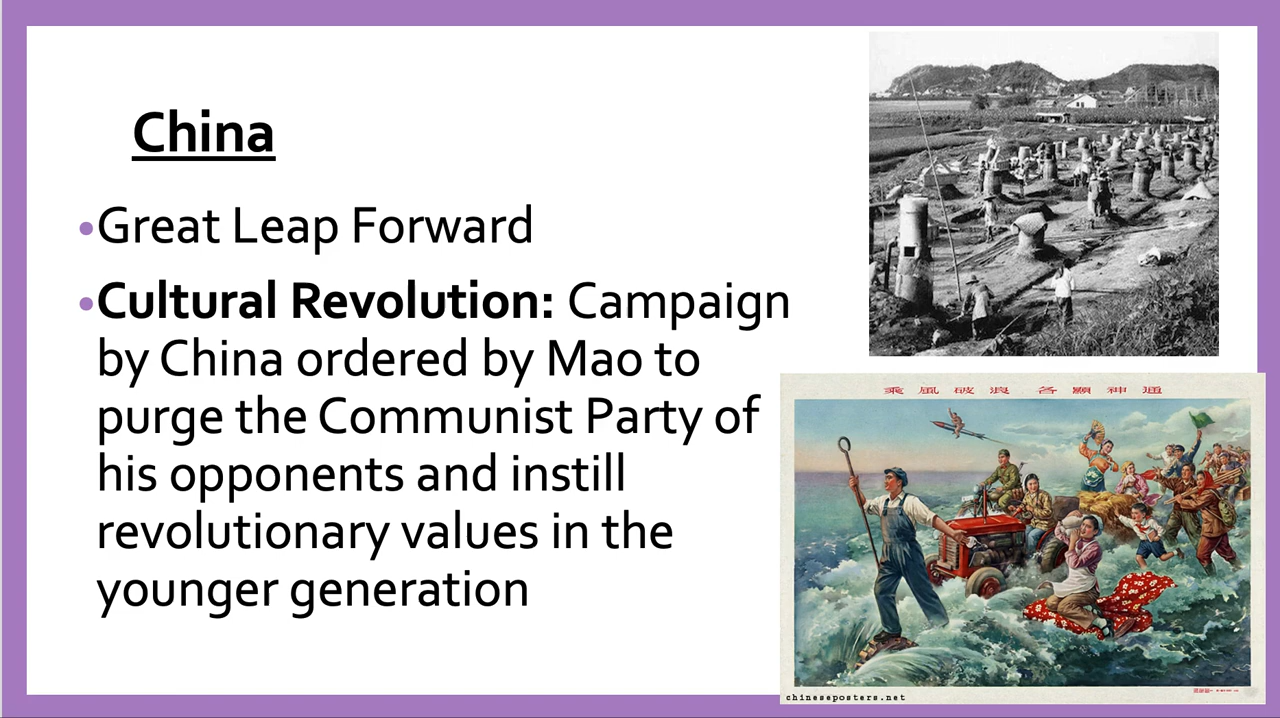 China
•Great Leap Forward
•Cultural Revolution: Campaign
by China ordered by Mao to
purge the Communist Party of
his opponents and instill
revolutionary values in the
younger generation
乘風破浪 各顯神通
chineseposters.net